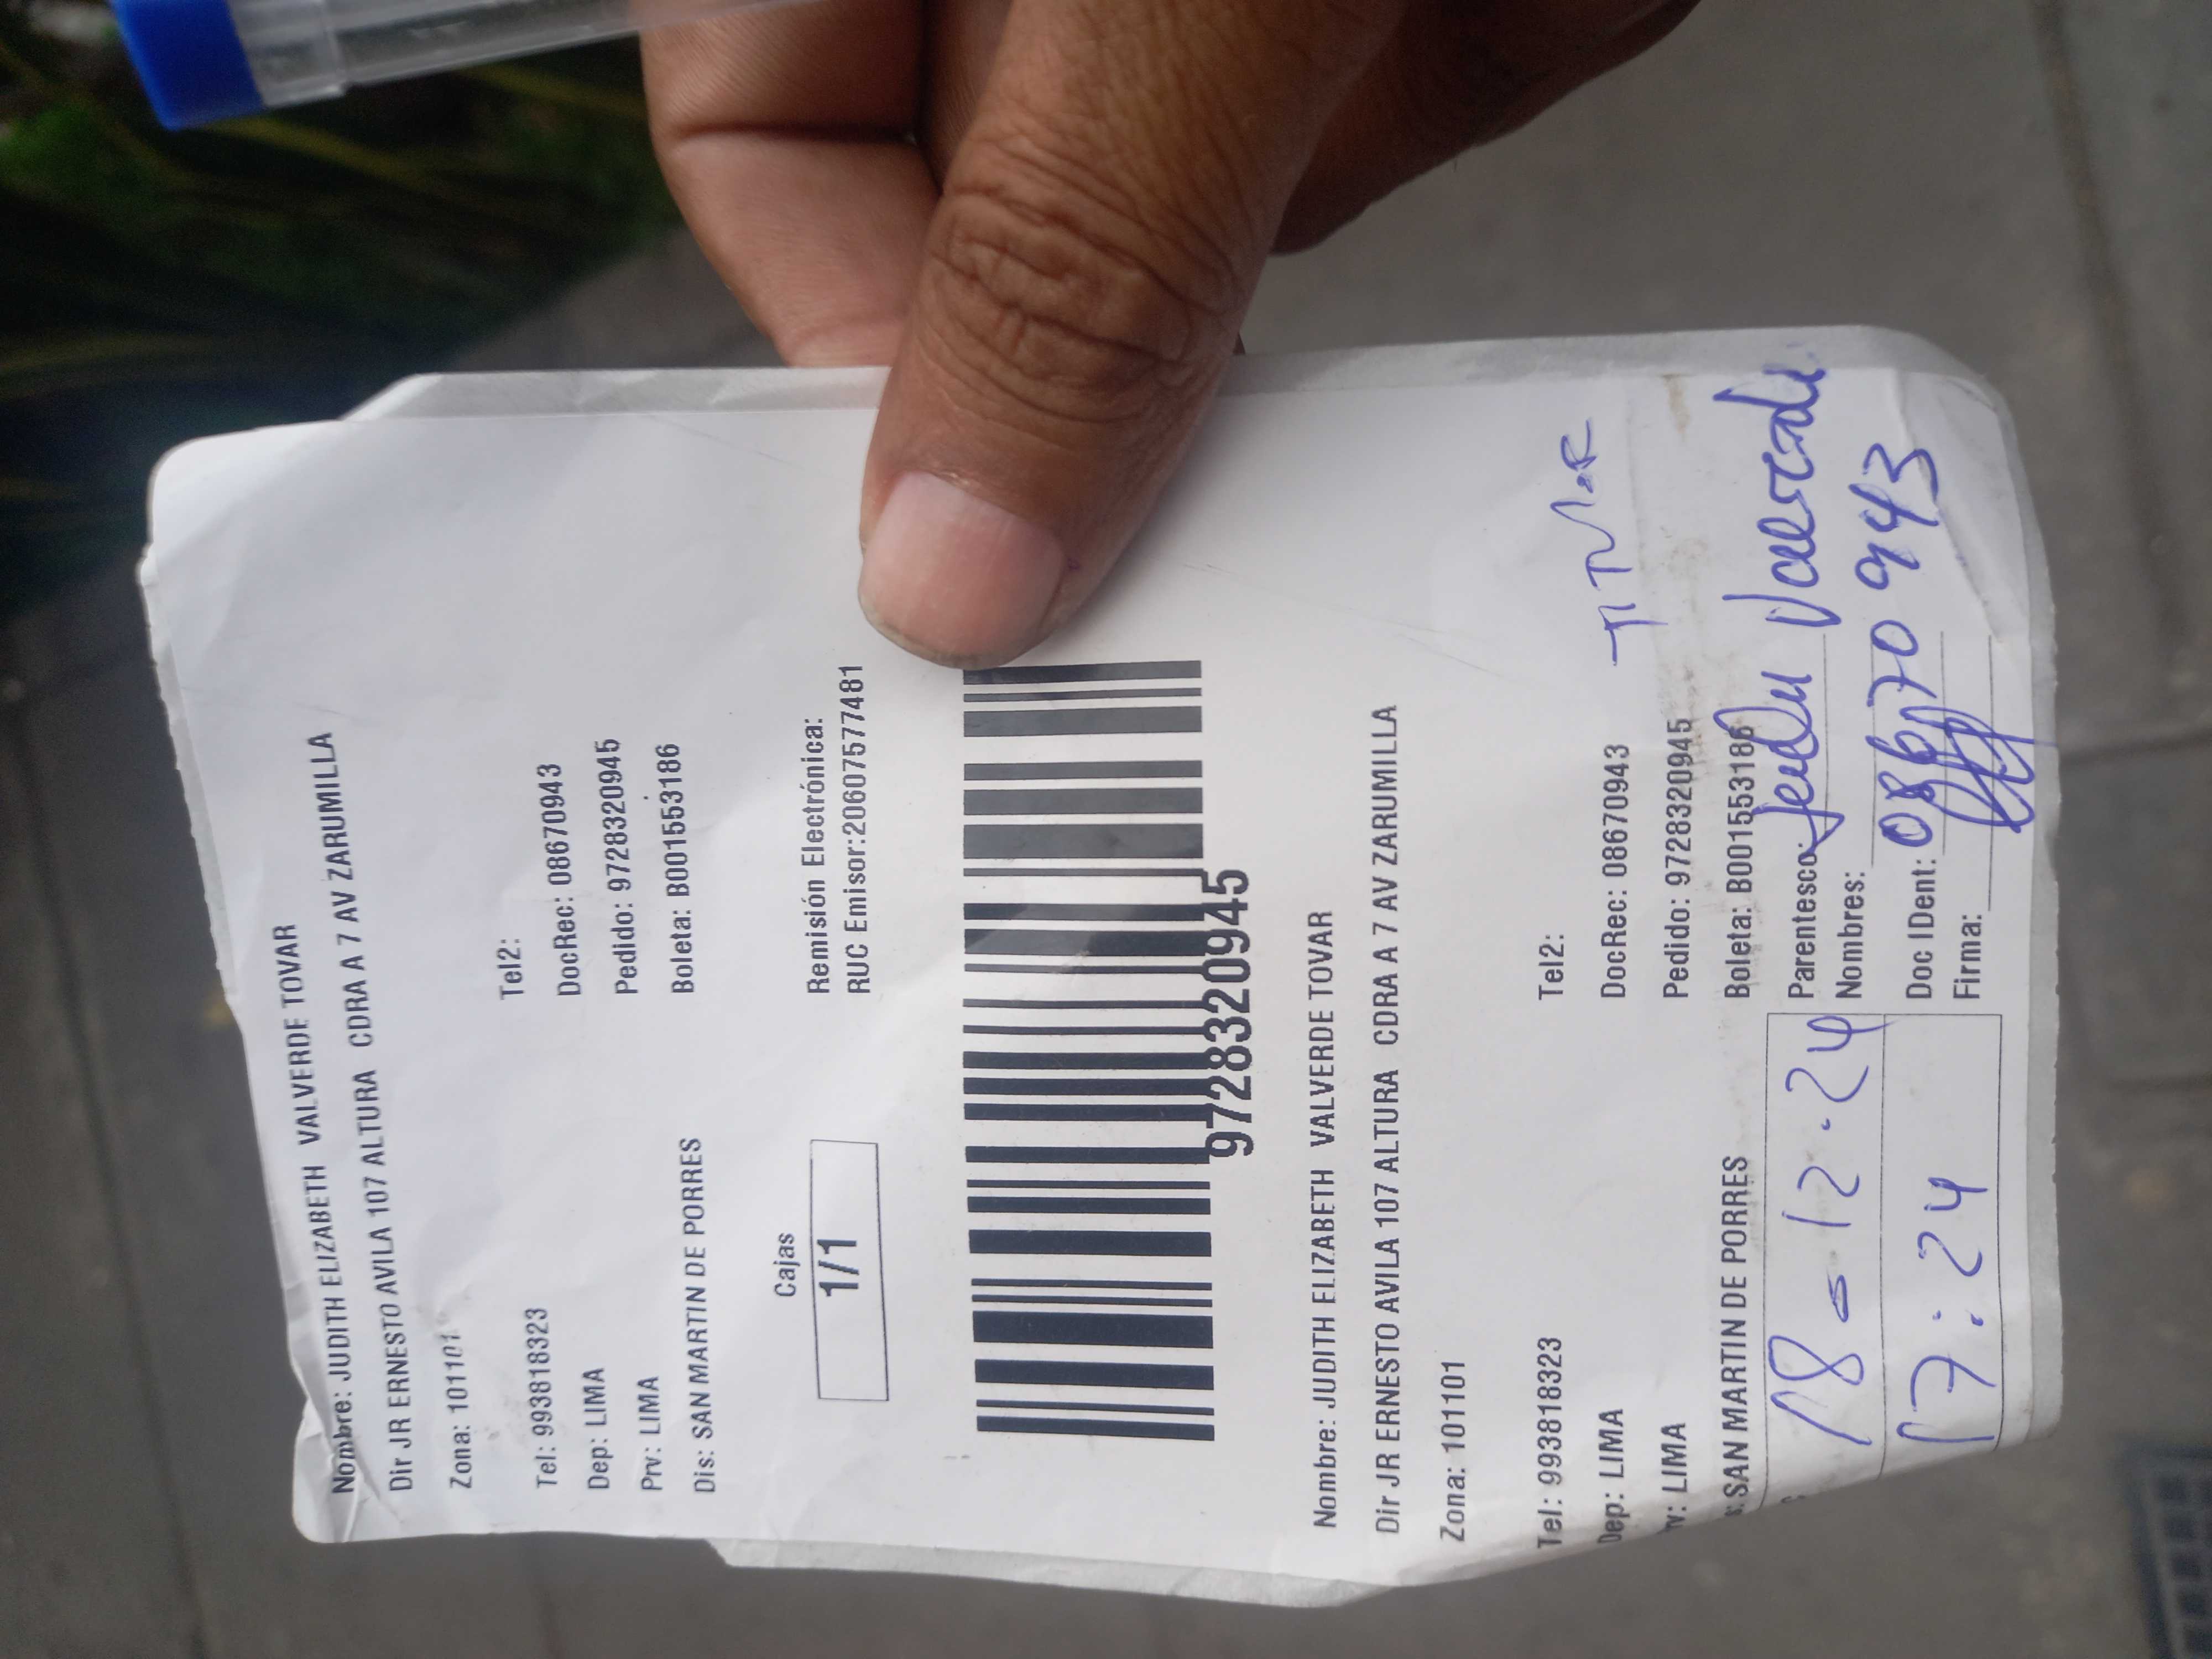 Nombre: JUDITH ELIZABETH VALVERDE TOVAR
Dir JR ERNESTO AVILA 107 ALTURA CDRA A 7 AV ZARUMILLA
Zona: 101101
Tel: 993818323 Tel2:
Dep: LIMA DocRec: 08670943
Prv: LIMA Pedido: 9728320945
Dis: SAN MARTIN DE PORRES Boleta: B001553186
Cajas
1/1
Remisión Electrónica:
RUC Emisor:20607577481
9728320945
Nombre: JUDITH ELIZABETH VALVERDE TOVAR
Dir JR ERNESTO AVILA 107 ALTURA CDRA A 7 AV ZARUMILLA
Zona: 101101
Tel: 993818323 Tel2:
Dep: LIMA DocRec: 08670943 TITULAR
rv: LIMA Pedido: 9728320945
s: SAN MARTIN DE PORRES Boleta: B001553186
18-12-24 Parentesco:
Nombres:
17:24 Doc IDent: 08670943
Firma: